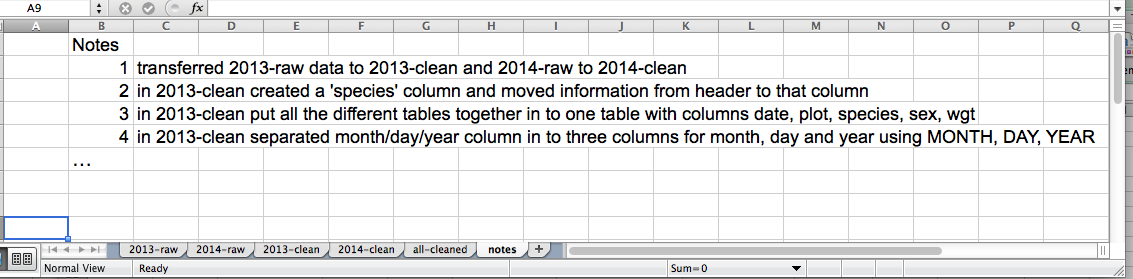 A9 fx
A B C D E F G H I J K L M N O P Q
Notes
1 transferred 2013-raw data to 2013-clean and 2014-raw to 2014-clean
2 in 2013-clean created a 'species' column and moved information from header to that column
3 in 2013-clean put all the different tables together in to one table with columns date, plot, species, sex, wgt
4 in 2013-clean separated month/day/year column in to three columns for month, day and year using MONTH, DAY, YEAR
...
2013-raw 2014-raw 2013-clean 2014-clean all-cleaned notes +
Normal View Ready Sum=0